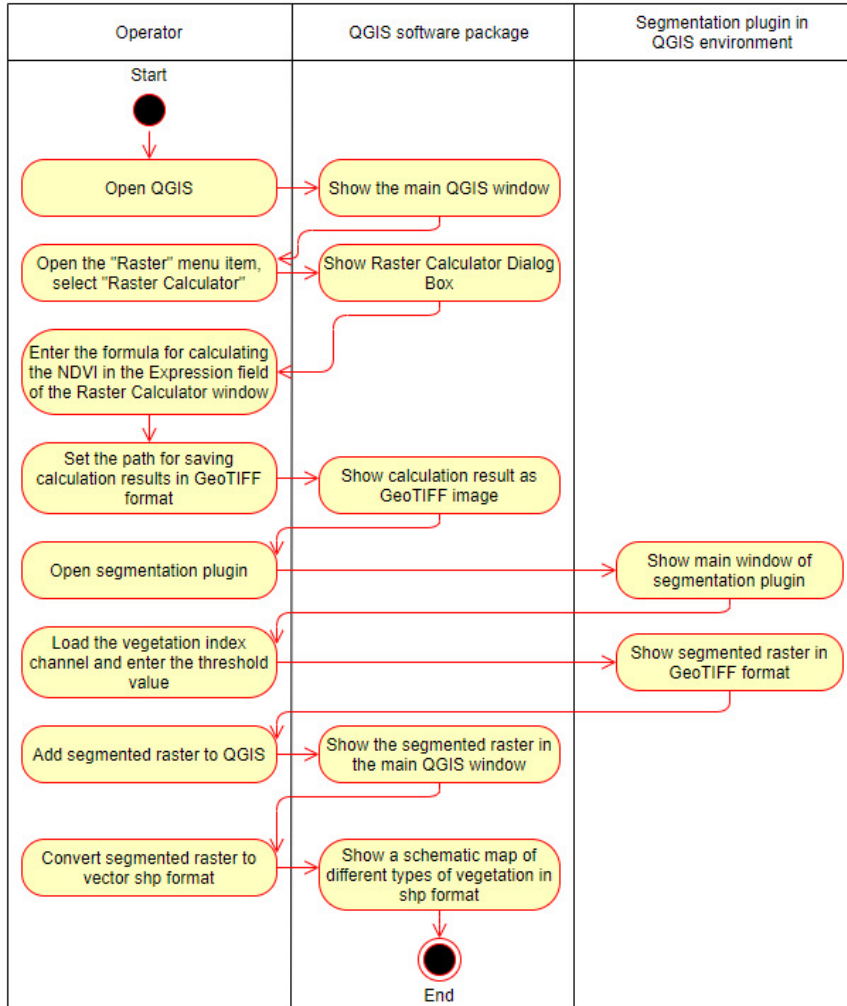 Operator
QGIS software package
Segmentation plugin in
QGIS environment
Start
Open QGIS
Show the main QGIS window
Open the "Raster" menu item,
select "Raster Calculator"
Show Raster Calculator Dialog
Box
Enter the formula for calculating
the NDVI in the Expression field
of the Raster Calculator window
Set the path for saving
calculation results in GeoTIFF
format
Show calculation result as
GeoTIFF image
Open segmentation plugin
Show main window of
segmentation plugin
Load the vegetation index
channel and enter the threshold
value
Show segmented raster in
GeoTIFF format
Add segmented raster to QGIS
Show the segmented raster in
the main QGIS window
Convert segmented raster to
vector shp format
Show a schematic map of
different types of vegetation in
shp format
End